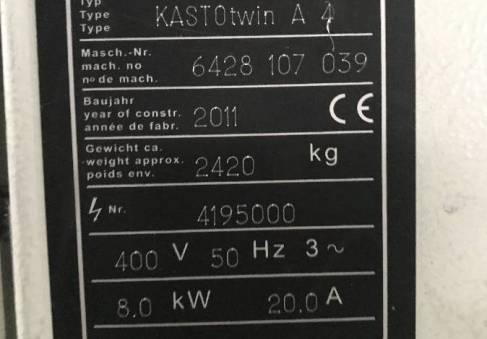 Typ
Type KASTOtwin A 4
Type
Masch.-Nr.
mach. no 6428 107 039
nº de mach.
Baujahr
year of constr. 2011 CE
année de fabr.
Gewicht ca.
weight approx. 2420 kg
poids env.
Nr. 4195000
400 V 50 Hz 3 ~
8.0 kW 20.0 A